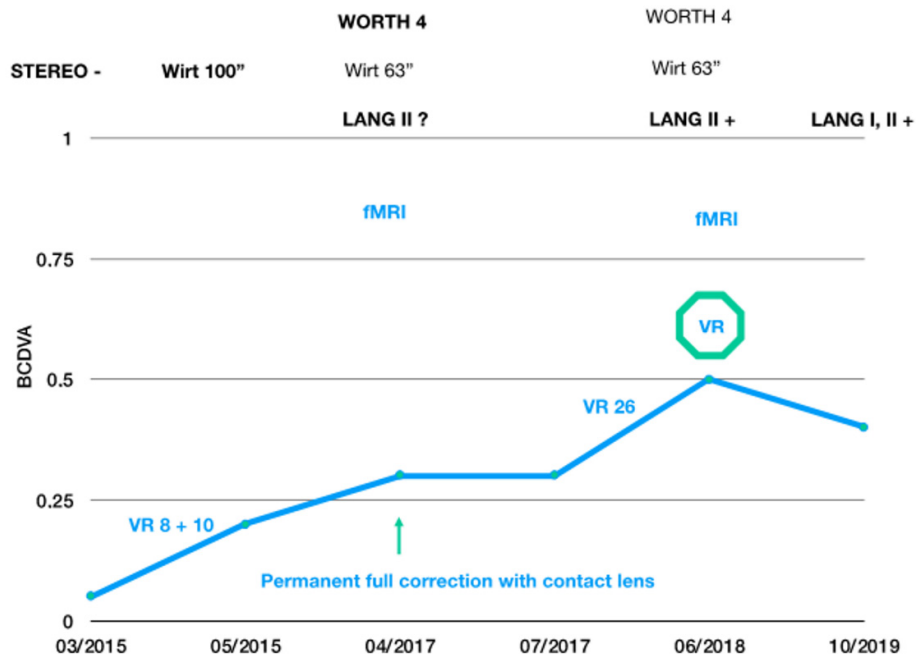 WORTH 4 WORTH 4
STEREO - Wirt 100” Wirt 63” Wirt 63”
LANG II ? LANG II + LANG I, II +
1
fMRI fMRI
0.75
VR
BCDVA
0.5
VR 26
0.25
VR 8 + 10
Permanent full correction with contact lens
0
03/2015 05/2015 04/2017 07/2017 06/2018 10/2019